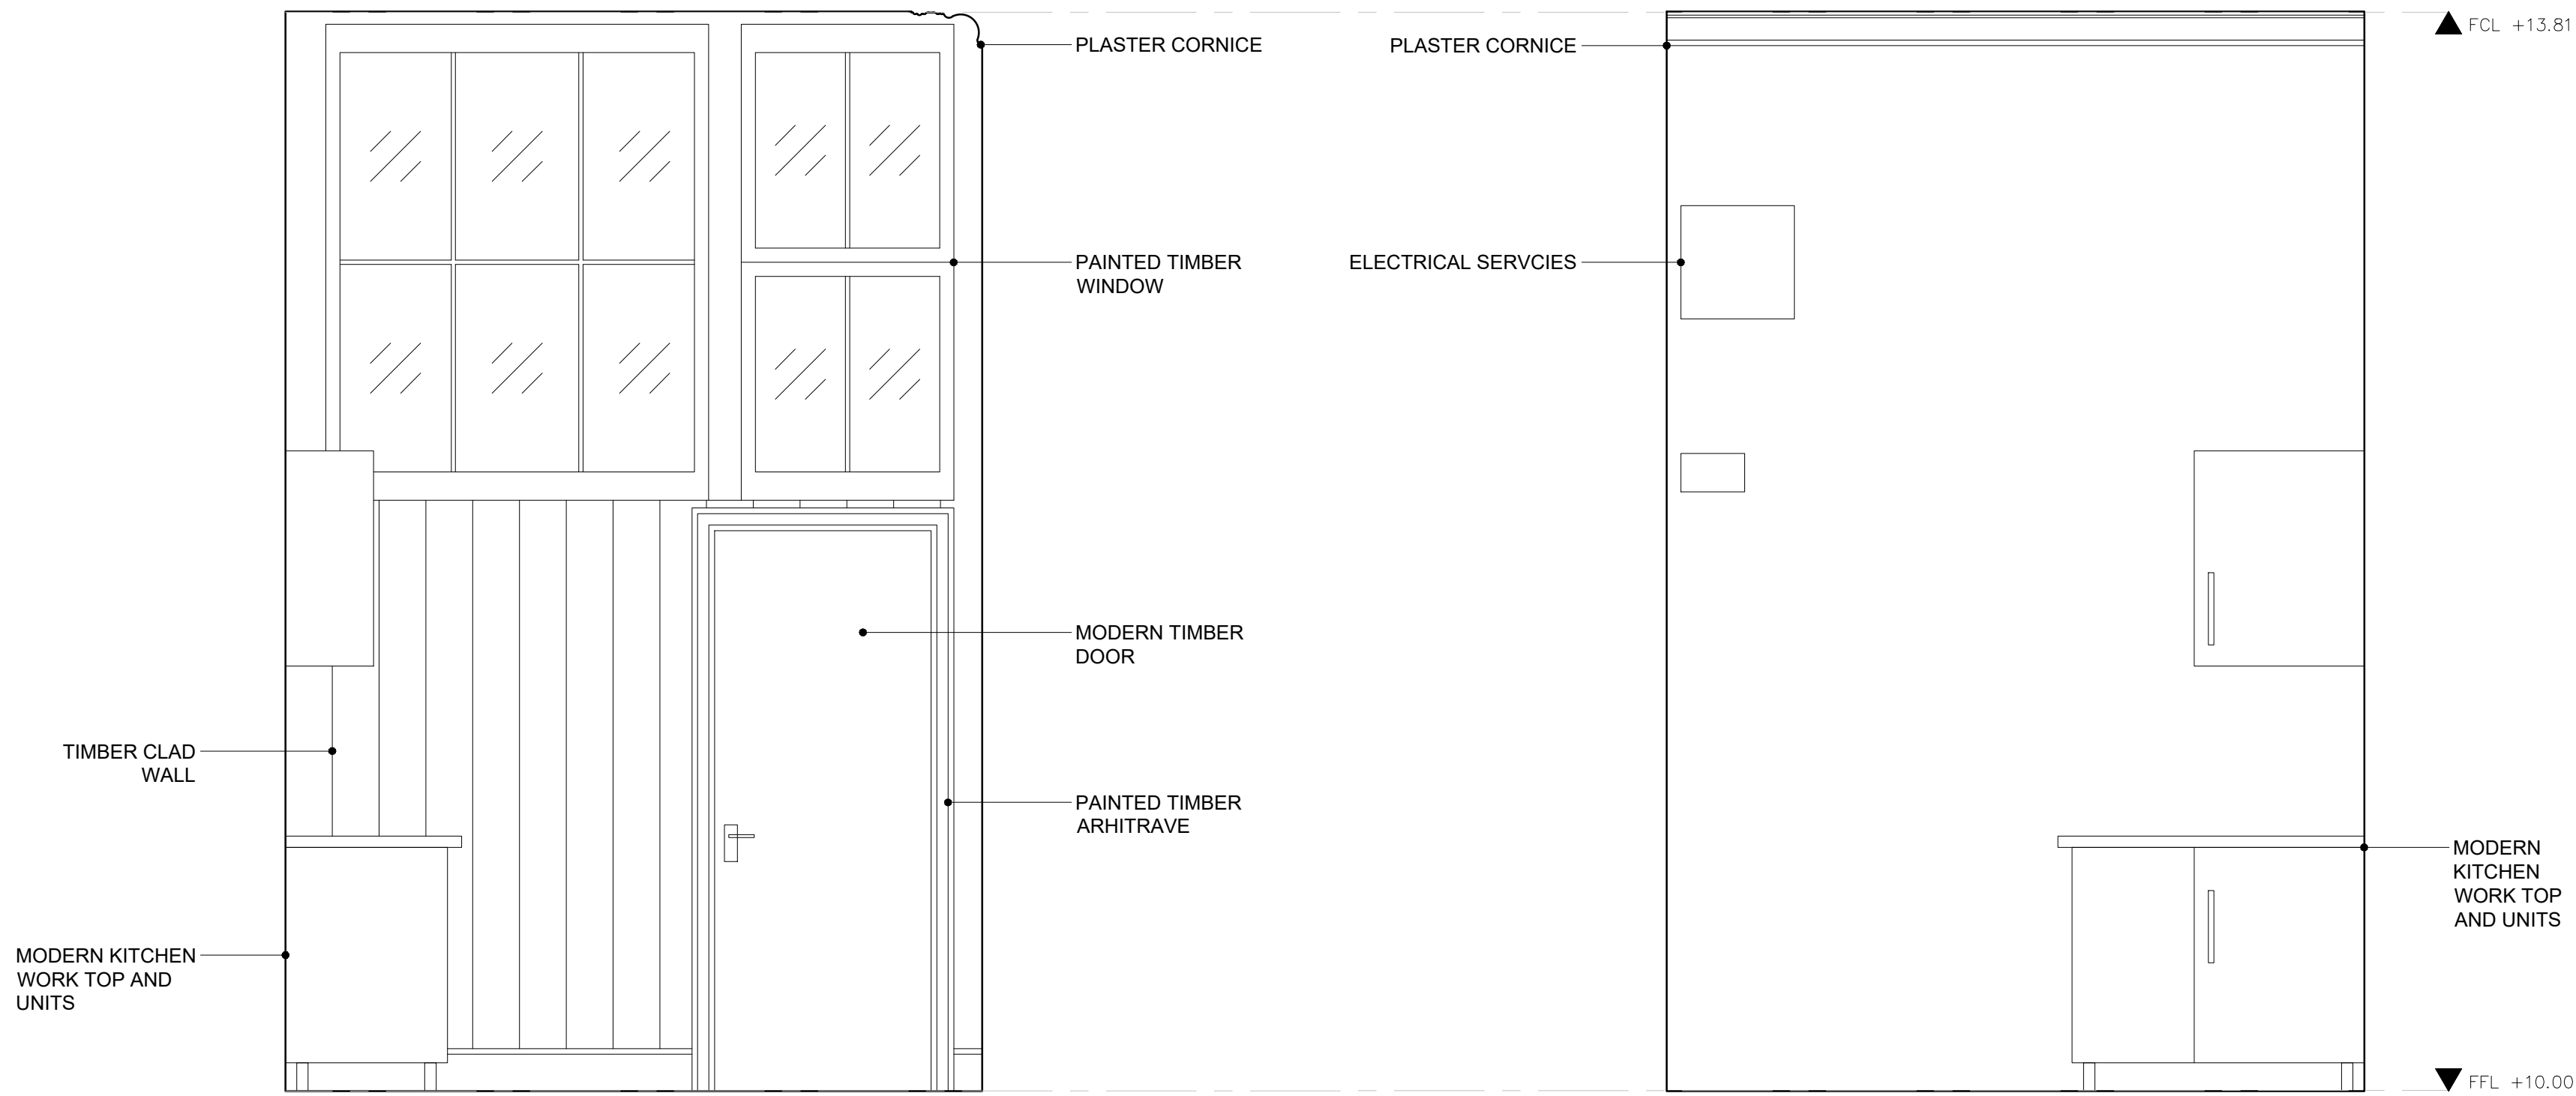 PLASTER CORNICE
PAINTED TIMBER
WINDOW
MODERN TIMBER
DOOR
PAINTED TIMBER
ARHITRAVE
TIMBER CLAD
WALL
MODERN KITCHEN
WORK TOP AND
UNITS
PLASTER CORNICE
ELECTRICAL SERVCIES
FCL +13.81
MODERN
KITCHEN
WORK TOP
AND UNITS
FFL +10.00